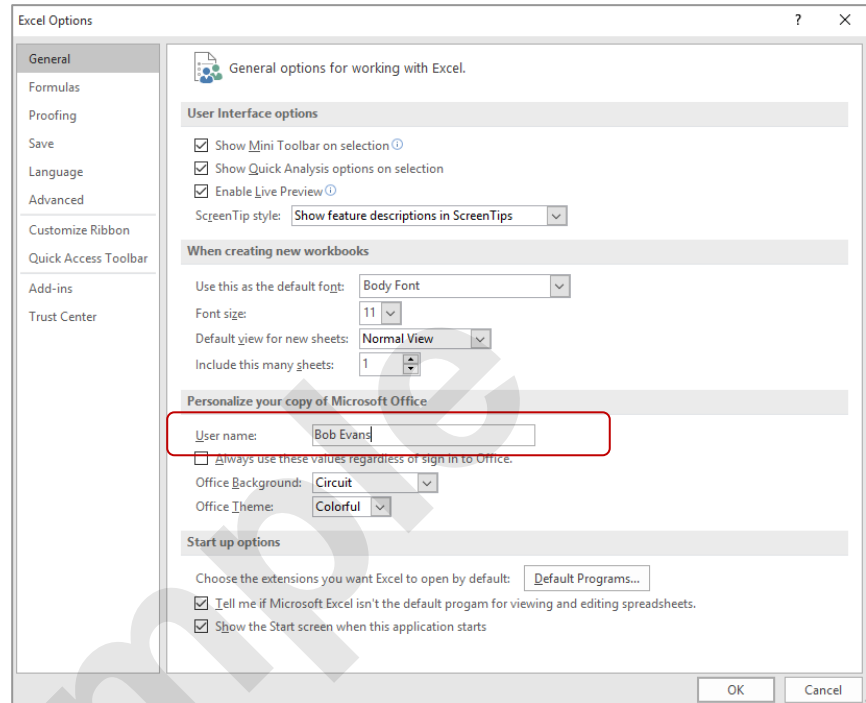 Excel Options ? X
General
Formulas
Proofing
Save
Language
Advanced
Customize Ribbon
Quick Access Toolbar
Add-ins
Trust Center
General options for working with Excel.
User Interface options
Show Mini Toolbar on selection
Show Quick Analysis options on selection
Enable Live Preview
ScreenTip style: Show feature descriptions in ScreenTips
When creating new workbooks
Use this as the default font: Body Font
Font size: 11
Default view for new sheets: Normal View
Include this many sheets: 1
Personalize your copy of Microsoft Office
User name: Bob Evans
Always use these values regardless of sign in to Office.
Office Background: Circuit
Office Theme: Colorful
Start up options
Choose the extensions you want Excel to open by default: Default Programs...
Tell me if Microsoft Excel isn't the default progam for viewing and editing spreadsheets.
Show the Start screen when this application starts
OK Cancel